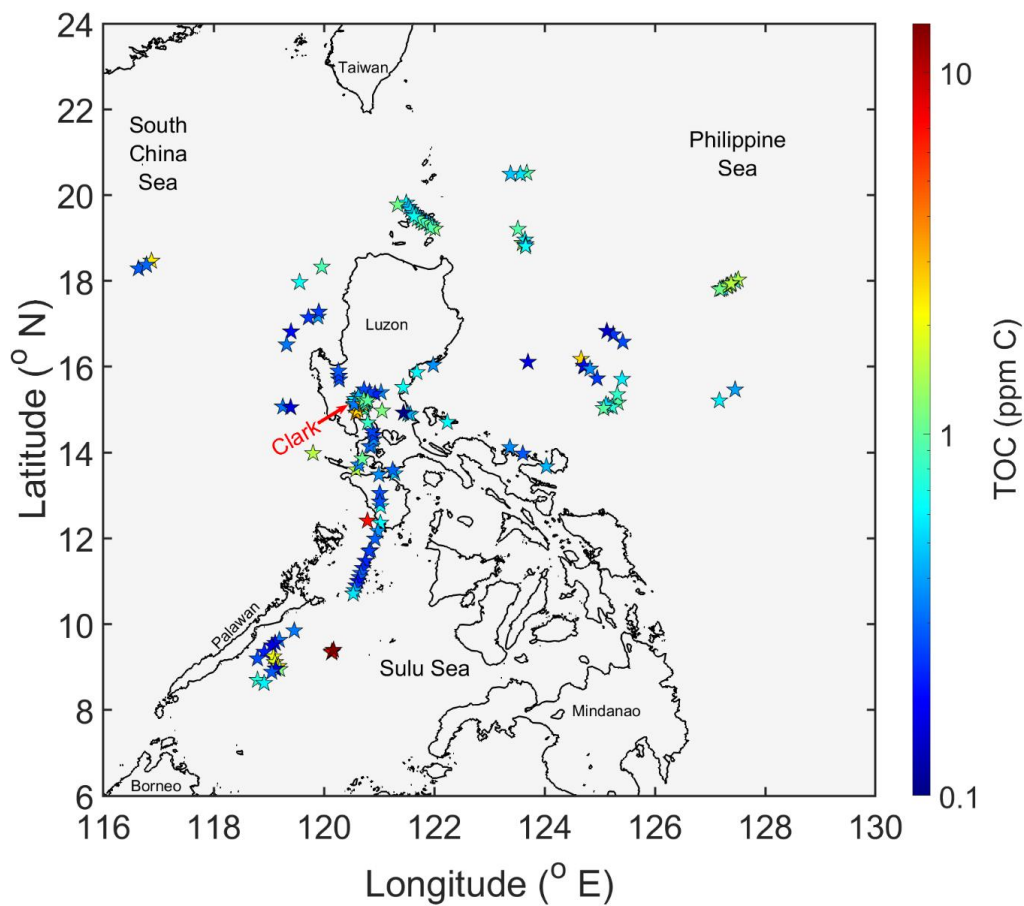 24
22
20
18
16
14
12
10
8
6
116
118
120
122
124
126
128
130
Latitude (° N)
Longitude (° E)
Taiwan
South
China
Sea
Philippine
Sea
Luzon
Clark
Palawan
Sulu Sea
Mindanao
Borneo
10
1
0.1
TOC (ppm C)